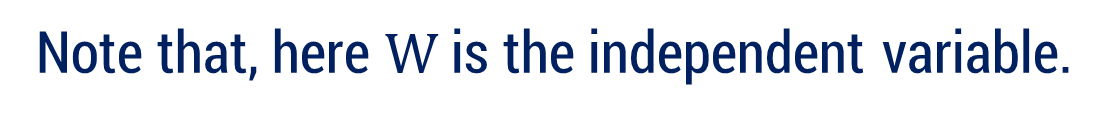 Note that, here W is the independent variable.